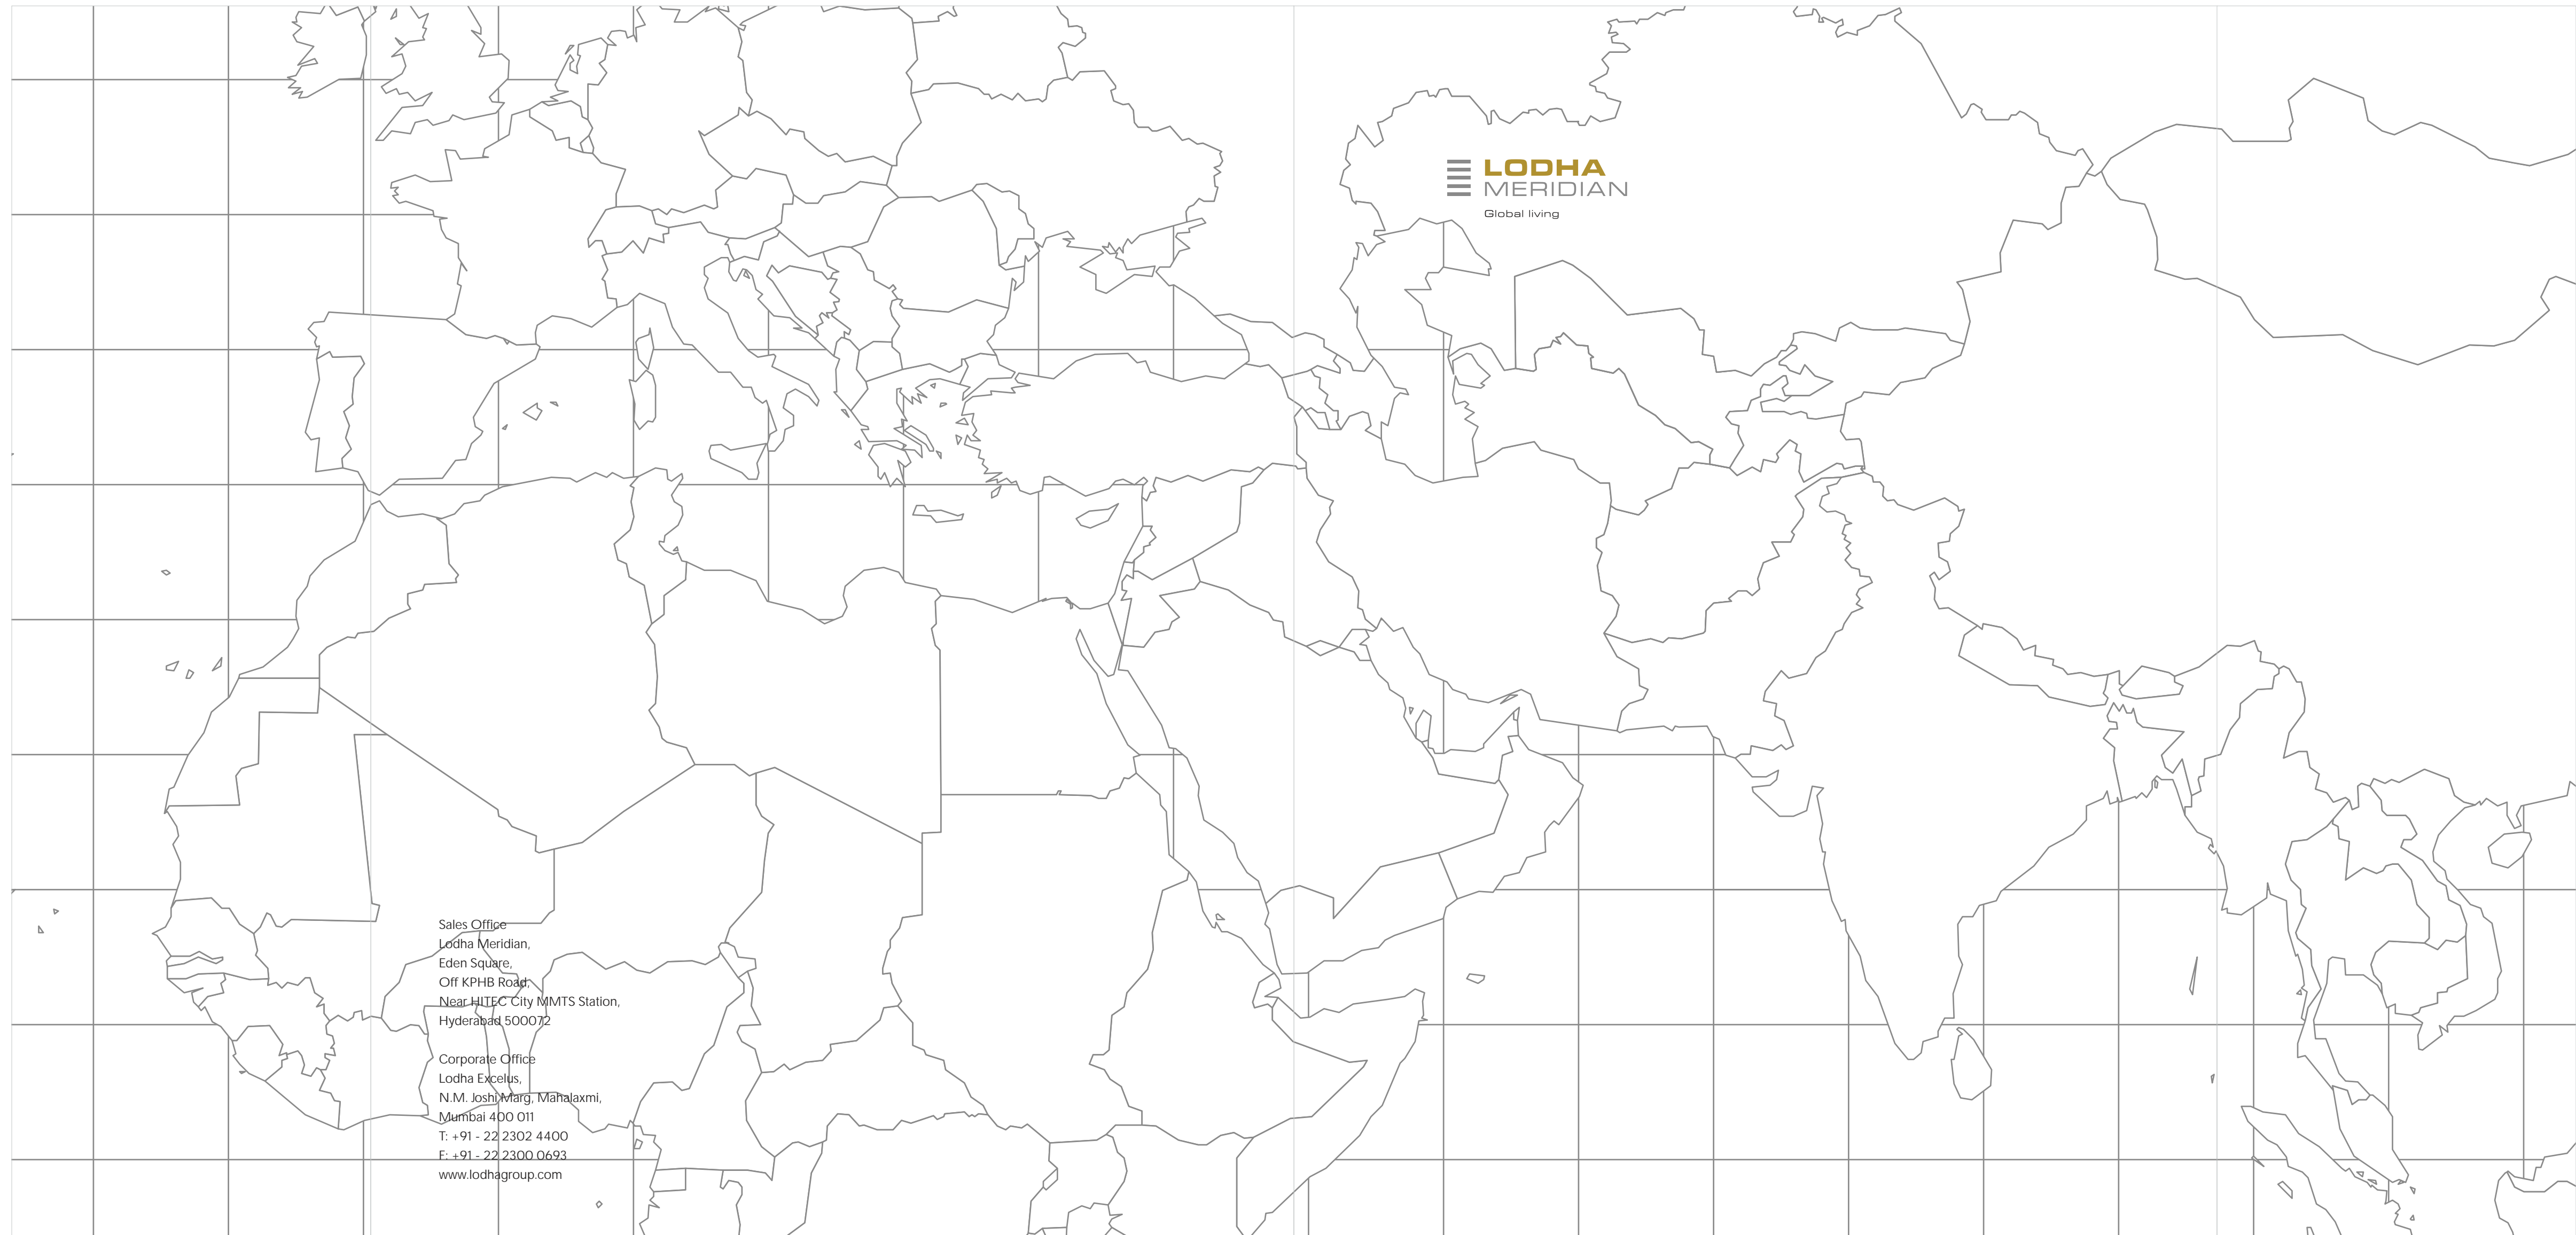 LODHA
MERIDIAN
Global living
Sales Office
Lodha Meridian,
Eden Square,
Off KPHB Road,
Near HITEC City MMTS Station,
Hyderabad 500072
Corporate Office
Lodha Excelus,
N.M. Joshi Marg, Mahalaxmi,
Mumbai 400 011
T: +91 - 22 2302 4400
F: +91 - 22 2300 0693
www.lodhagroup.com